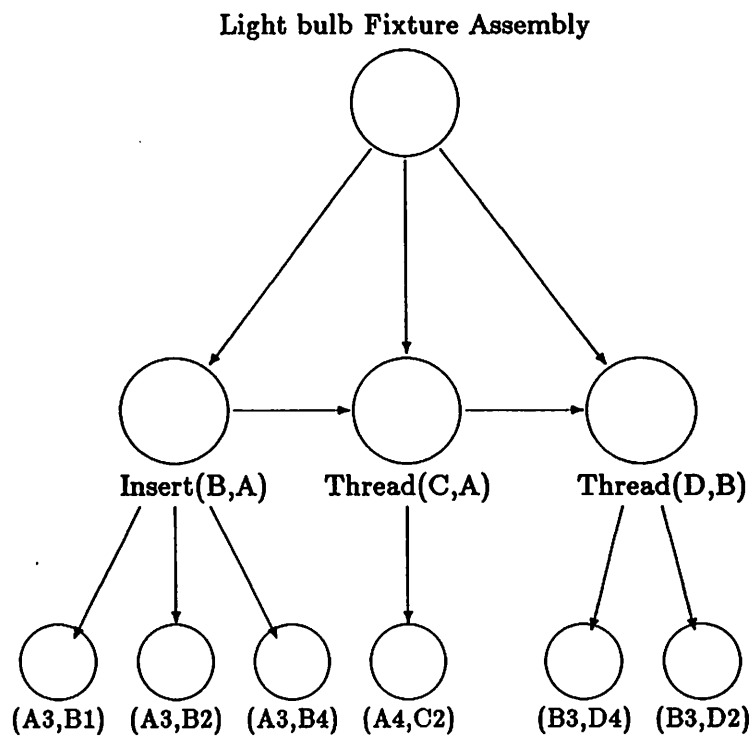 Light bulb Fixture Assembly
Insert(B,A) Thread(C,A) Thread(D,B)
(A3,B1) (A3,B2) (A3,B4) (A4,C2) (B3,D4) (B3,D2)